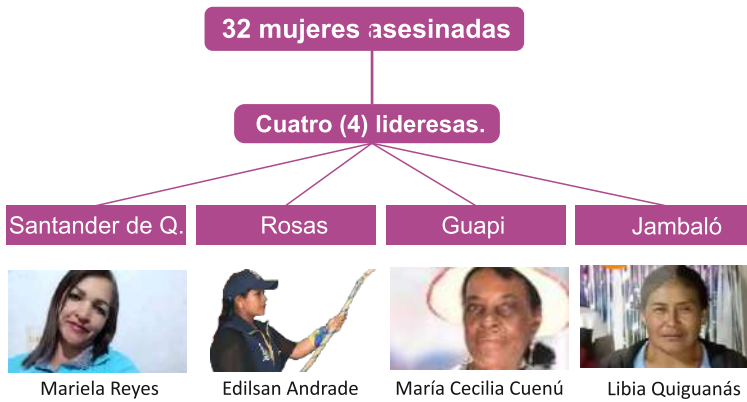 32 mujeres asesinadas
Cuatro (4) lideresas.
Santander de Q.
Rosas
Guapi
Jambaló
Mariela Reyes
Edilsan Andrade
María Cecilia Cuenú
Libia Quiguanás